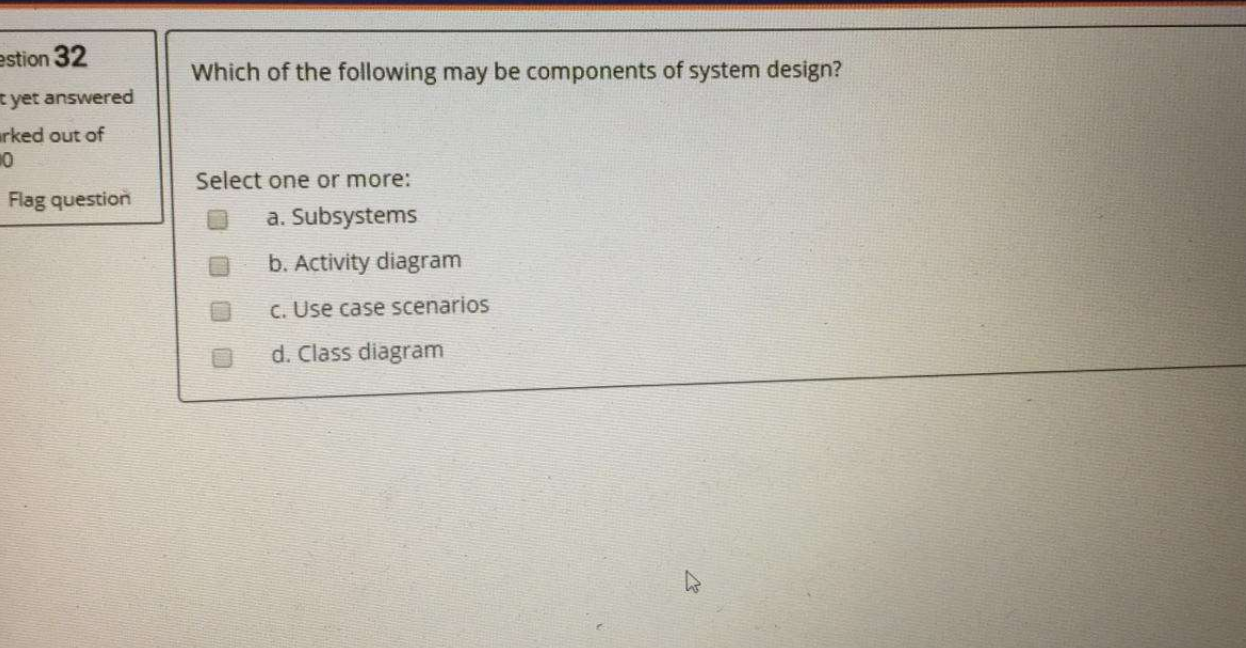 estion 32
t yet answered
rked out of
Flag question
Which of the following may be components of system design?
Select one or more:
a. Subsystems
b. Activity diagram
c. Use case scenarios
d. Class diagram